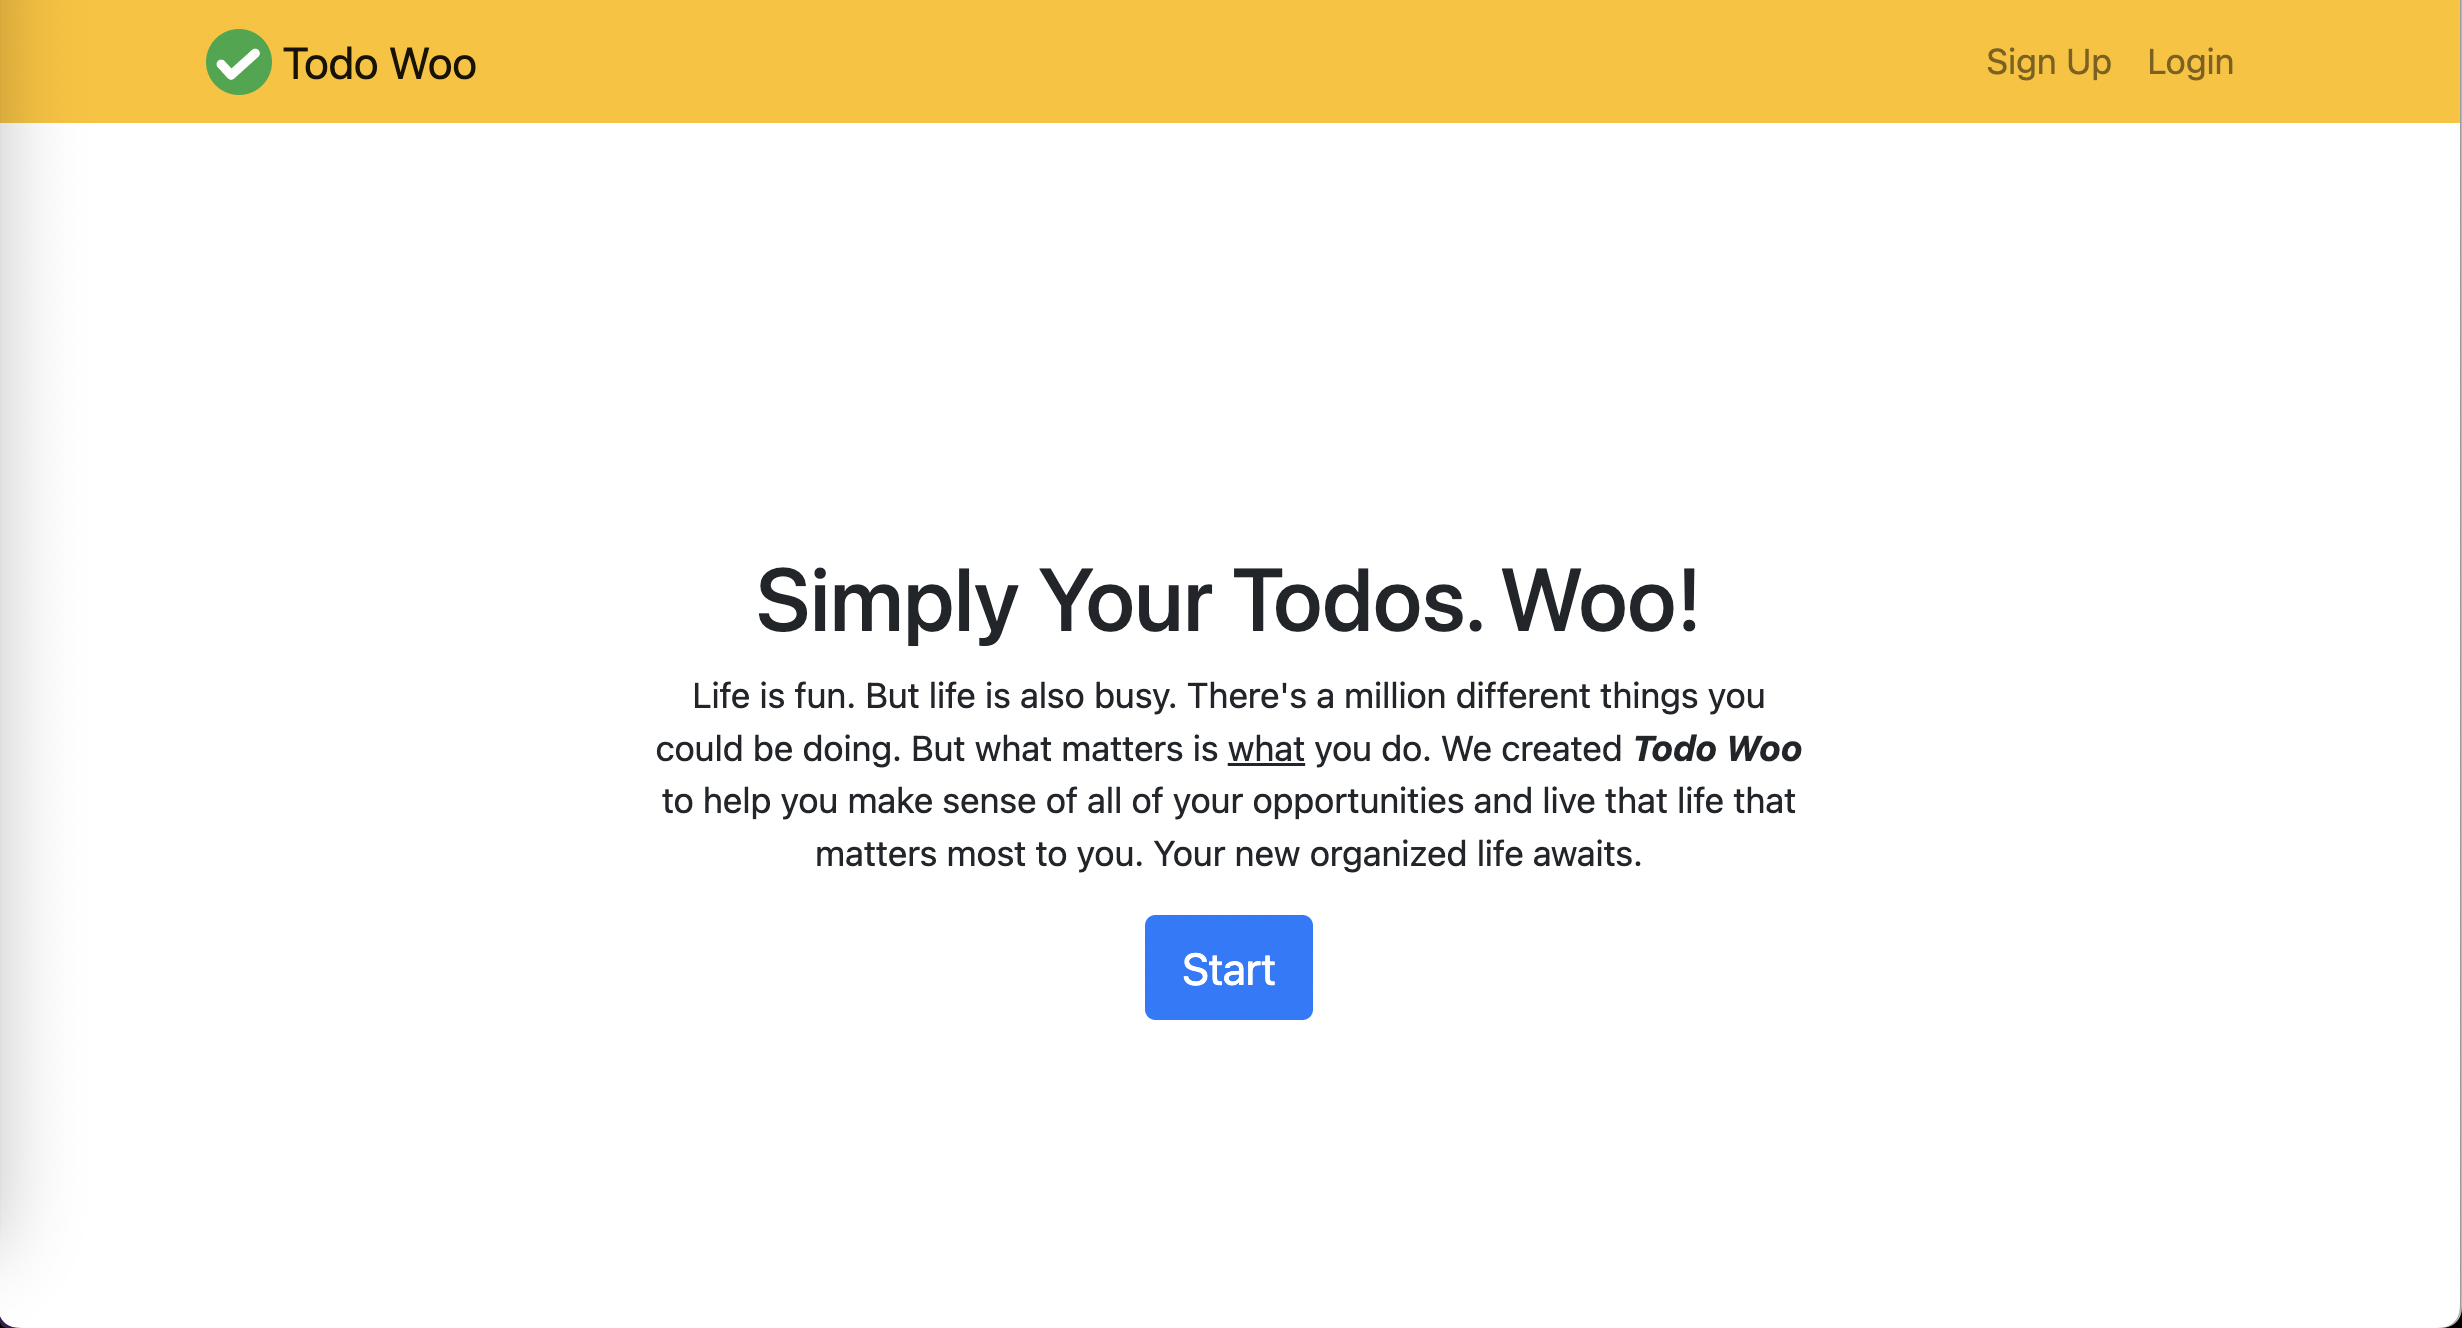 Todo Woo
Sign Up Login
Simply Your Todos. Woo!
Life is fun. But life is also busy. There's a million different things you
could be doing. But what matters is what you do. We created Todo Woo
to help you make sense of all of your opportunities and live that life that
matters most to you. Your new organized life awaits.
Start